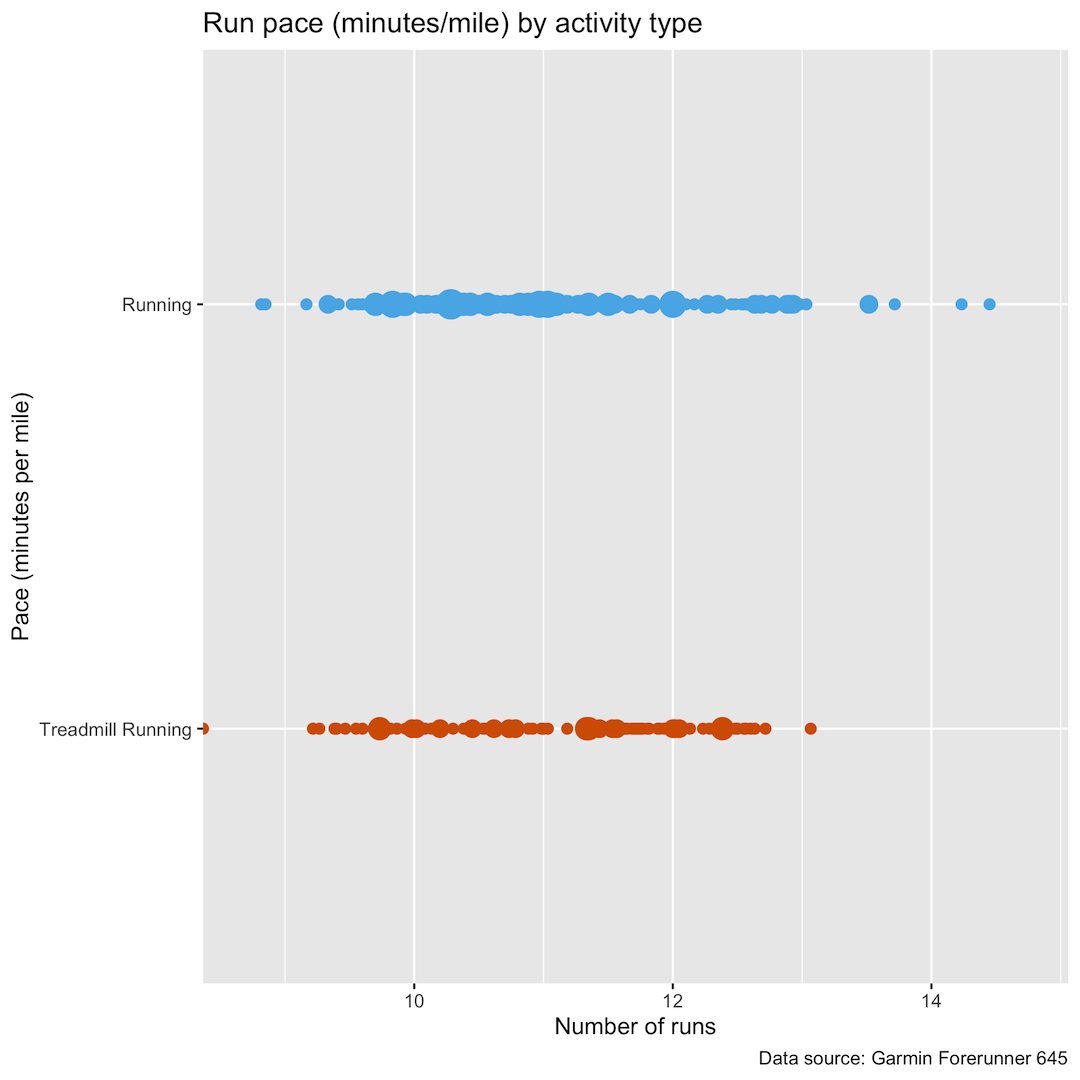 Run pace (minutes/mile) by activity type
Pace (minutes per mile)
Running
Treadmill Running
10
12
14
Number of runs
Data source: Garmin Forerunner 645